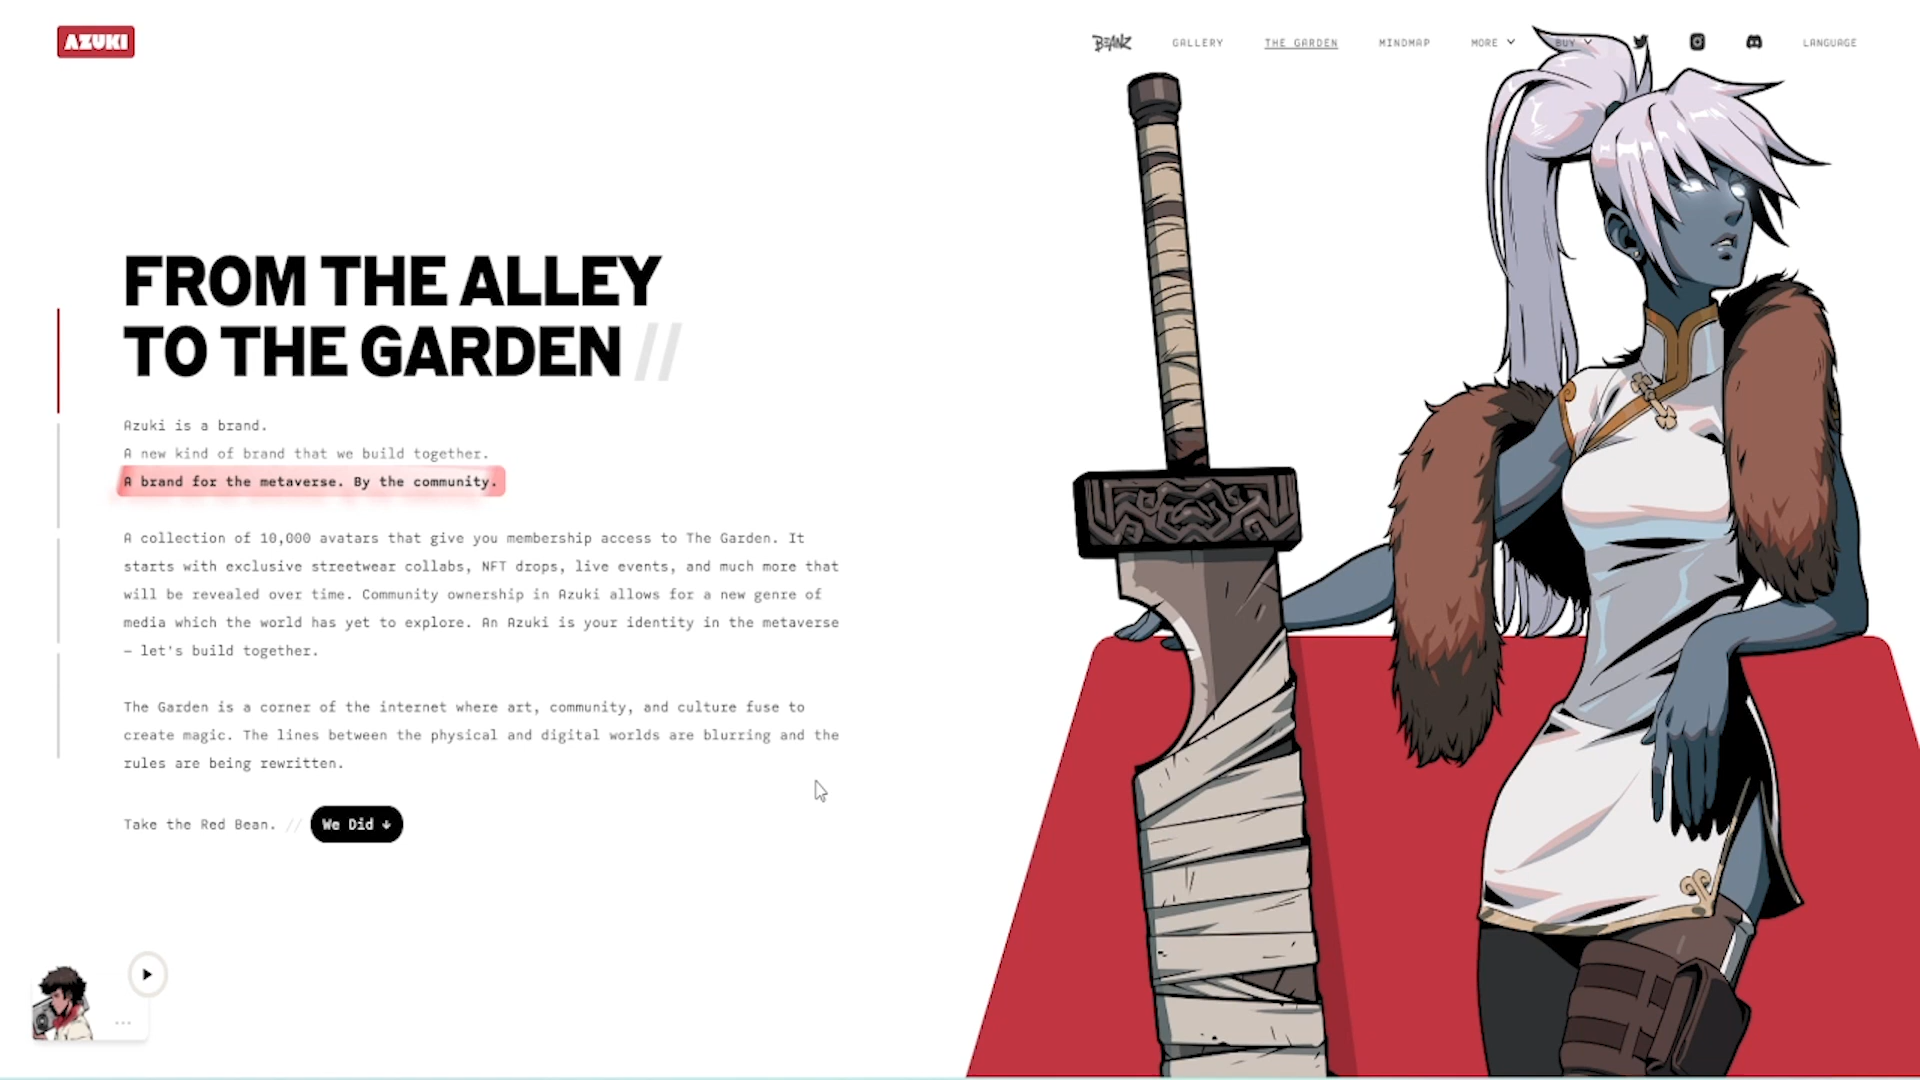 AZUKI
BEANZ
GALLERY
THE GARDEN
MINDMAP
MORE
BUY
LANGUAGE
FROM THE ALLEY
TO THE GARDEN //
Azuki is a brand.
A new kind of brand that we build together.
A brand for the metaverse. By the community.
A collection of 10,000 avatars that give you membership access to The Garden. It
starts with exclusive streetwear collabs, NFT drops, live events, and much more that
will be revealed over time. Community ownership in Azuki allows for a new genre of
media which the world has yet to explore. An Azuki is your identity in the metaverse
– let's build together.
The Garden is a corner of the internet where art, community, and culture fuse to
create magic. The lines between the physical and digital worlds are blurring and the
rules are being rewritten.
Take the Red Bean. // We Did ↓